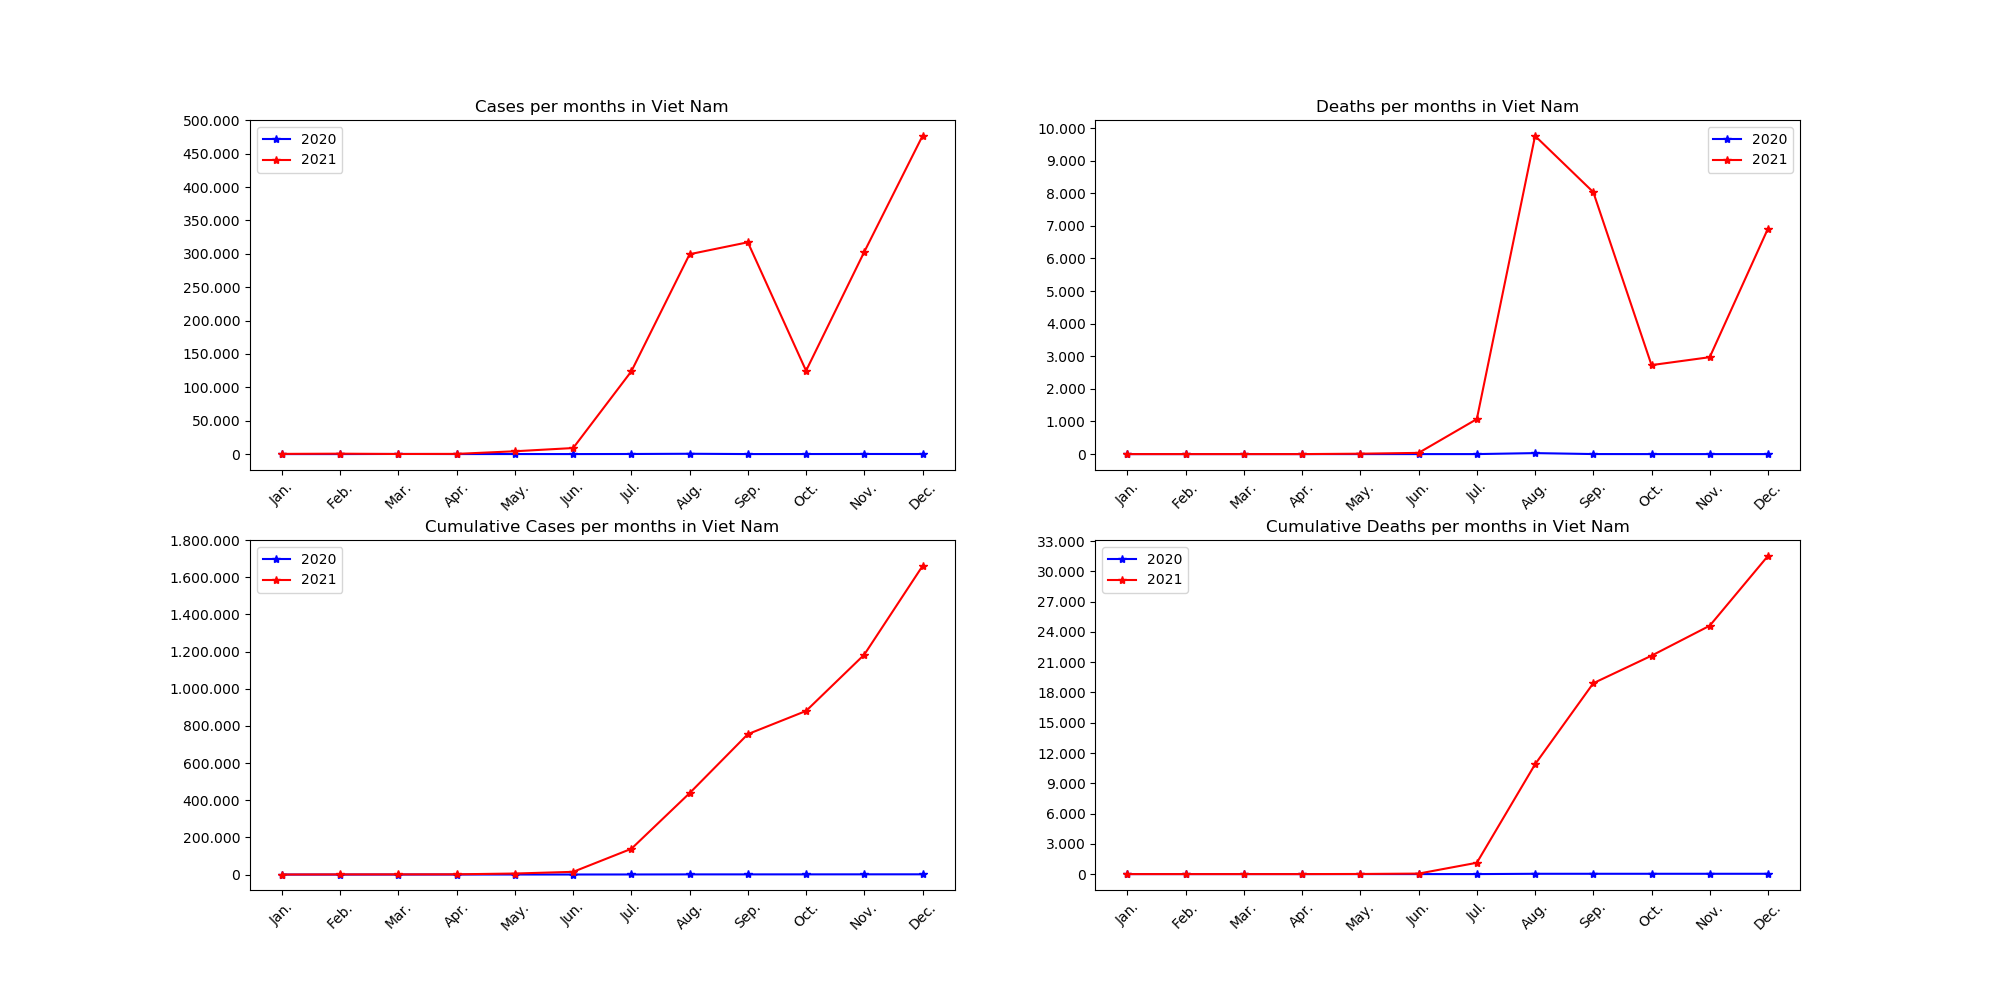 Cases per months in Viet Nam
500.000
450.000
400.000
350.000
300.000
250.000
200.000
150.000
100.000
50.000
0
2020
2021
Jan.
Feb.
Mar.
Apr.
May.
Jun.
Jul.
Aug.
Sep.
Oct.
Nov.
Dec.
Deaths per months in Viet Nam
10.000
9.000
8.000
7.000
6.000
5.000
4.000
3.000
2.000
1.000
0
2020
2021
Jan.
Feb.
Mar.
Apr.
May.
Jun.
Jul.
Aug.
Sep.
Oct.
Nov.
Dec.
Cumulative Cases per months in Viet Nam
1.800.000
1.600.000
1.400.000
1.200.000
1.000.000
800.000
600.000
400.000
200.000
0
2020
2021
Jan.
Feb.
Mar.
Apr.
May.
Jun.
Jul.
Aug.
Sep.
Oct.
Nov.
Dec.
Cumulative Deaths per months in Viet Nam
33.000
30.000
27.000
24.000
21.000
18.000
15.000
12.000
9.000
6.000
3.000
0
2020
2021
Jan.
Feb.
Mar.
Apr.
May.
Jun.
Jul.
Aug.
Sep.
Oct.
Nov.
Dec.